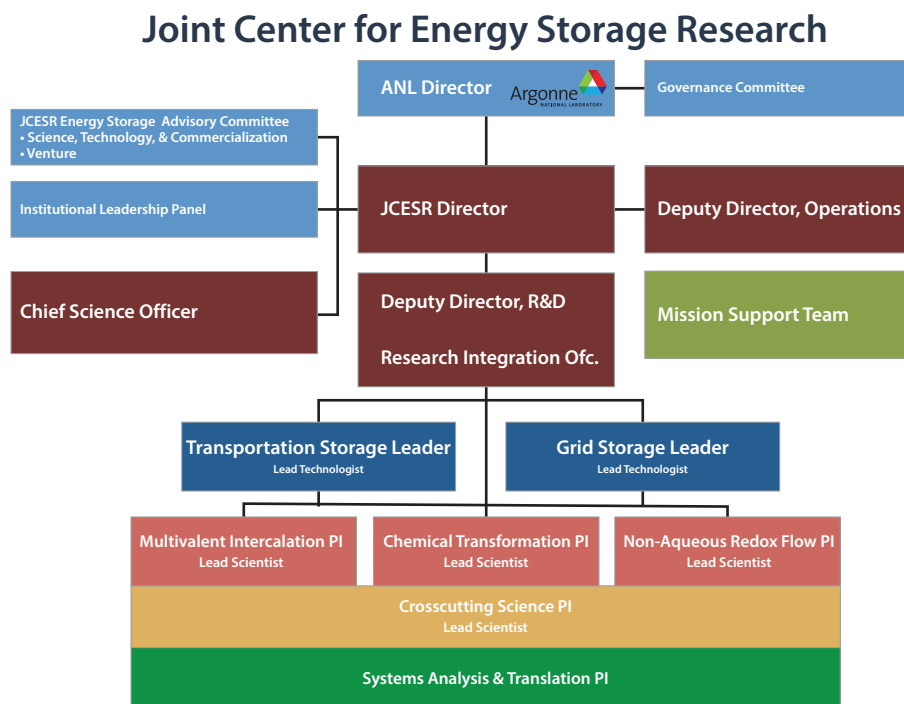 Joint Center for Energy Storage Research
ANL Director
Argonne
NATIONAL LABORATORY
Governance Committee
JCESR Energy Storage Advisory Committee
• Science, Technology, & Commercialization
• Venture
Institutional Leadership Panel
JCESR Director
Deputy Director, Operations
Chief Science Officer
Deputy Director, R&D
Research Integration Ofc.
Mission Support Team
Transportation Storage Leader
Lead Technologist
Grid Storage Leader
Lead Technologist
Multivalent Intercalation PI
Lead Scientist
Chemical Transformation PI
Lead Scientist
Non-Aqueous Redox Flow PI
Lead Scientist
Crosscutting Science PI
Lead Scientist
Systems Analysis & Translation PI